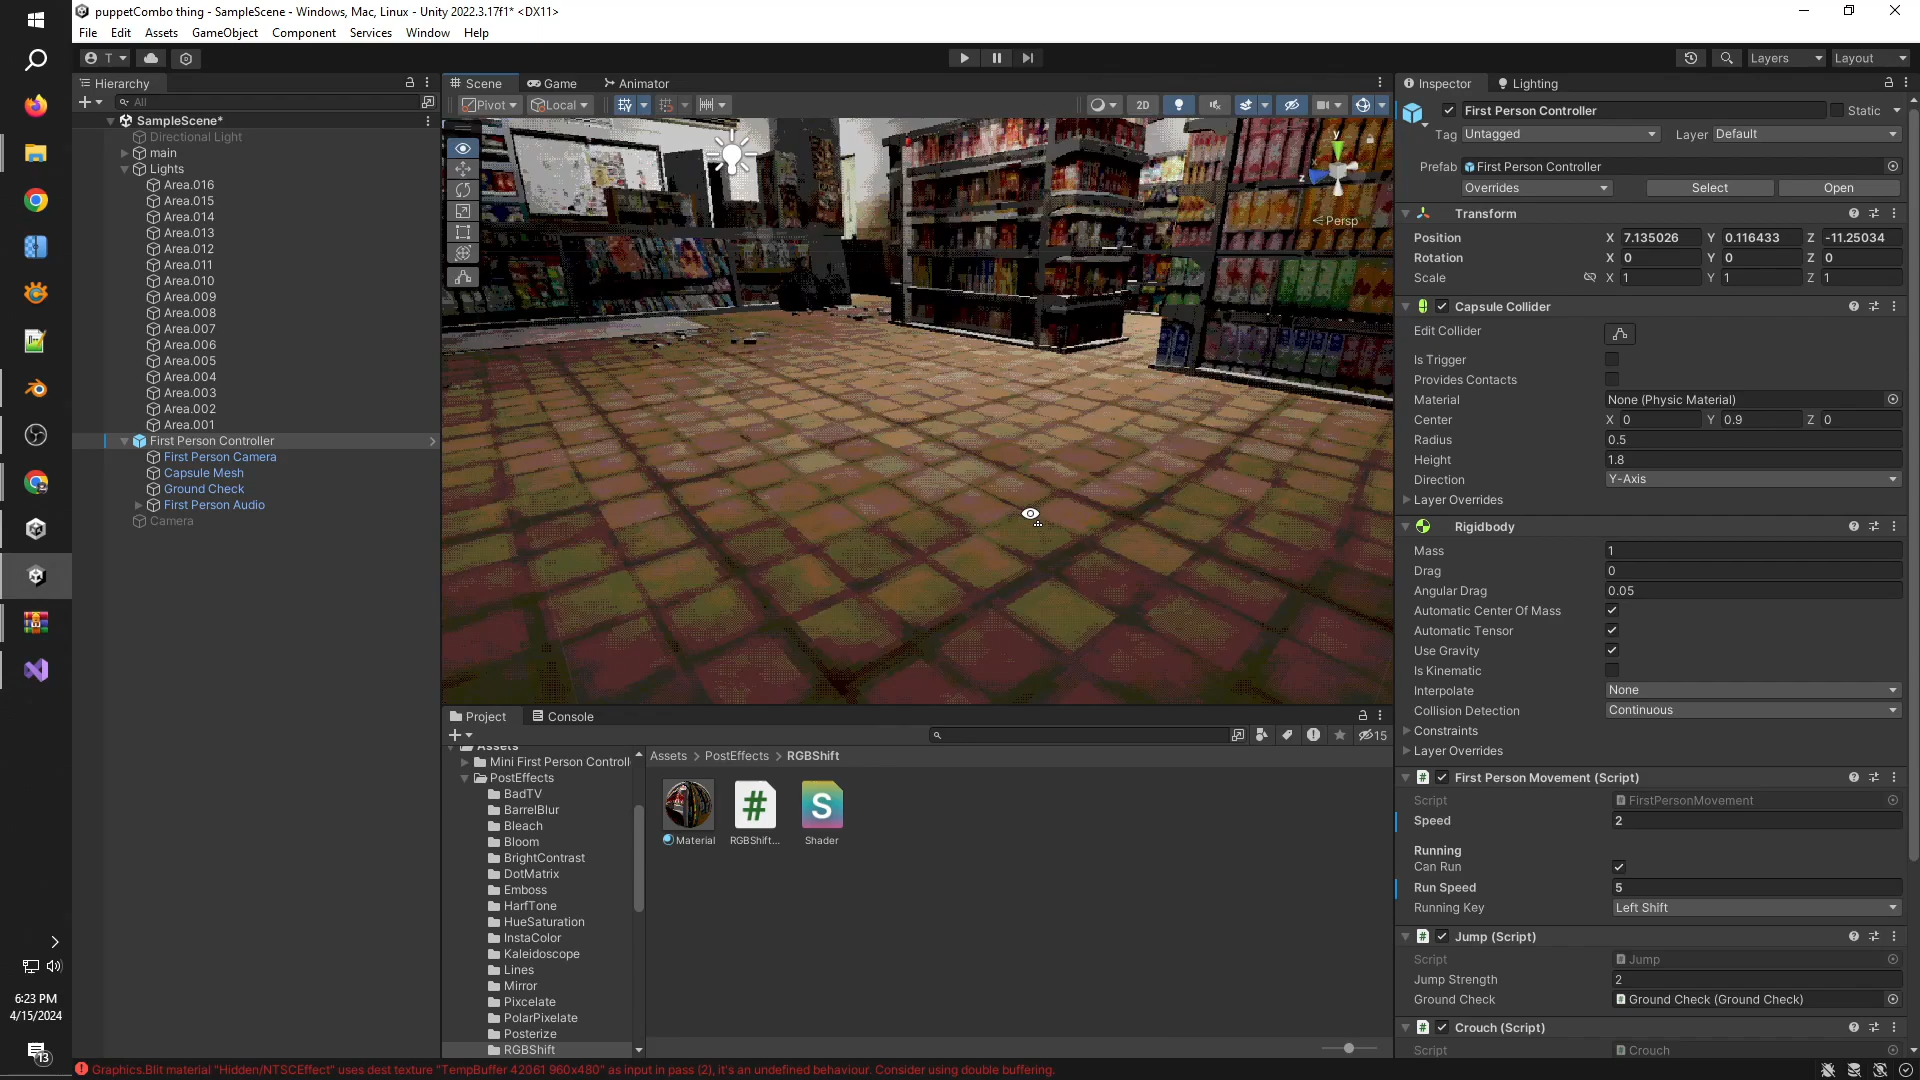 puppetCombo thing - SampleScene - Windows, Mac, Linux - Unity 2022.3.17f1* <DX11>
File Edit Assets GameObject Component Services Window Help
T Layers Layout
Hierarchy Scene Game Animator Inspector Lighting
All Pivot Local 2D First Person Controller Static
SampleScene* Tag Untagged Layer Default
Directional Light
main
Lights Prefab First Person Controller
Area.016 Overrides Select Open
Area.015
Area.014 Transform
Area.013
Area.012 Position X 7.135026 Y 0.116433 Z -11.25034
Area.011 Rotation X 0 Y 0 Z 0
Area.010 Scale X 1 Y 1 Z 1
Area.009
Area.008 Capsule Collider
Area.007 Edit Collider
Area.006 Is Trigger
Area.005 Provides Contacts
Area.004 Material None (Physic Material)
Area.003 Center X 0 Y 0.9 Z 0
Area.002 Radius 0.5
Area.001 Height 1.8
First Person Controller Direction Y-Axis
First Person Camera Layer Overrides
Capsule Mesh
Ground Check
First Person Audio
Camera
y
x
z
Persp
Rigidbody
Mass 1
Drag 0
Angular Drag 0.05
Automatic Center Of Mass
Automatic Tensor
Use Gravity
Is Kinematic
Interpolate None
Collision Detection Continuous
Constraints
Layer Overrides
First Person Movement (Script)
Script FirstPersonMovement
Speed 2
Running
Can Run
Run Speed 5
Running Key Left Shift
Jump (Script)
Script Jump
Jump Strength 2
Ground Check Ground Check (Ground Check)
Crouch (Script)
Script Crouch
Project Console
15
Assets
Mini First Person Controll
PostEffects
BadTV
BarrelBlur
Bleach
Bloom
BrightContrast
DotMatrix
Emboss
HarfTone
HueSaturation
InstaColor
Kaleidoscope
Lines
Mirror
Pixcelate
PolarPixelate
Posterize
RGBShift
Assets > PostEffects > RGBShift
#
S
Material RGBShift... Shader
6:23 PM
4/15/2024
13
Graphics.Blit material "Hidden/NTSCEffect" uses dest texture "TempBuffer 42061 960x480" as input in pass (2), it's an undefined behaviour. Consider using double buffering.